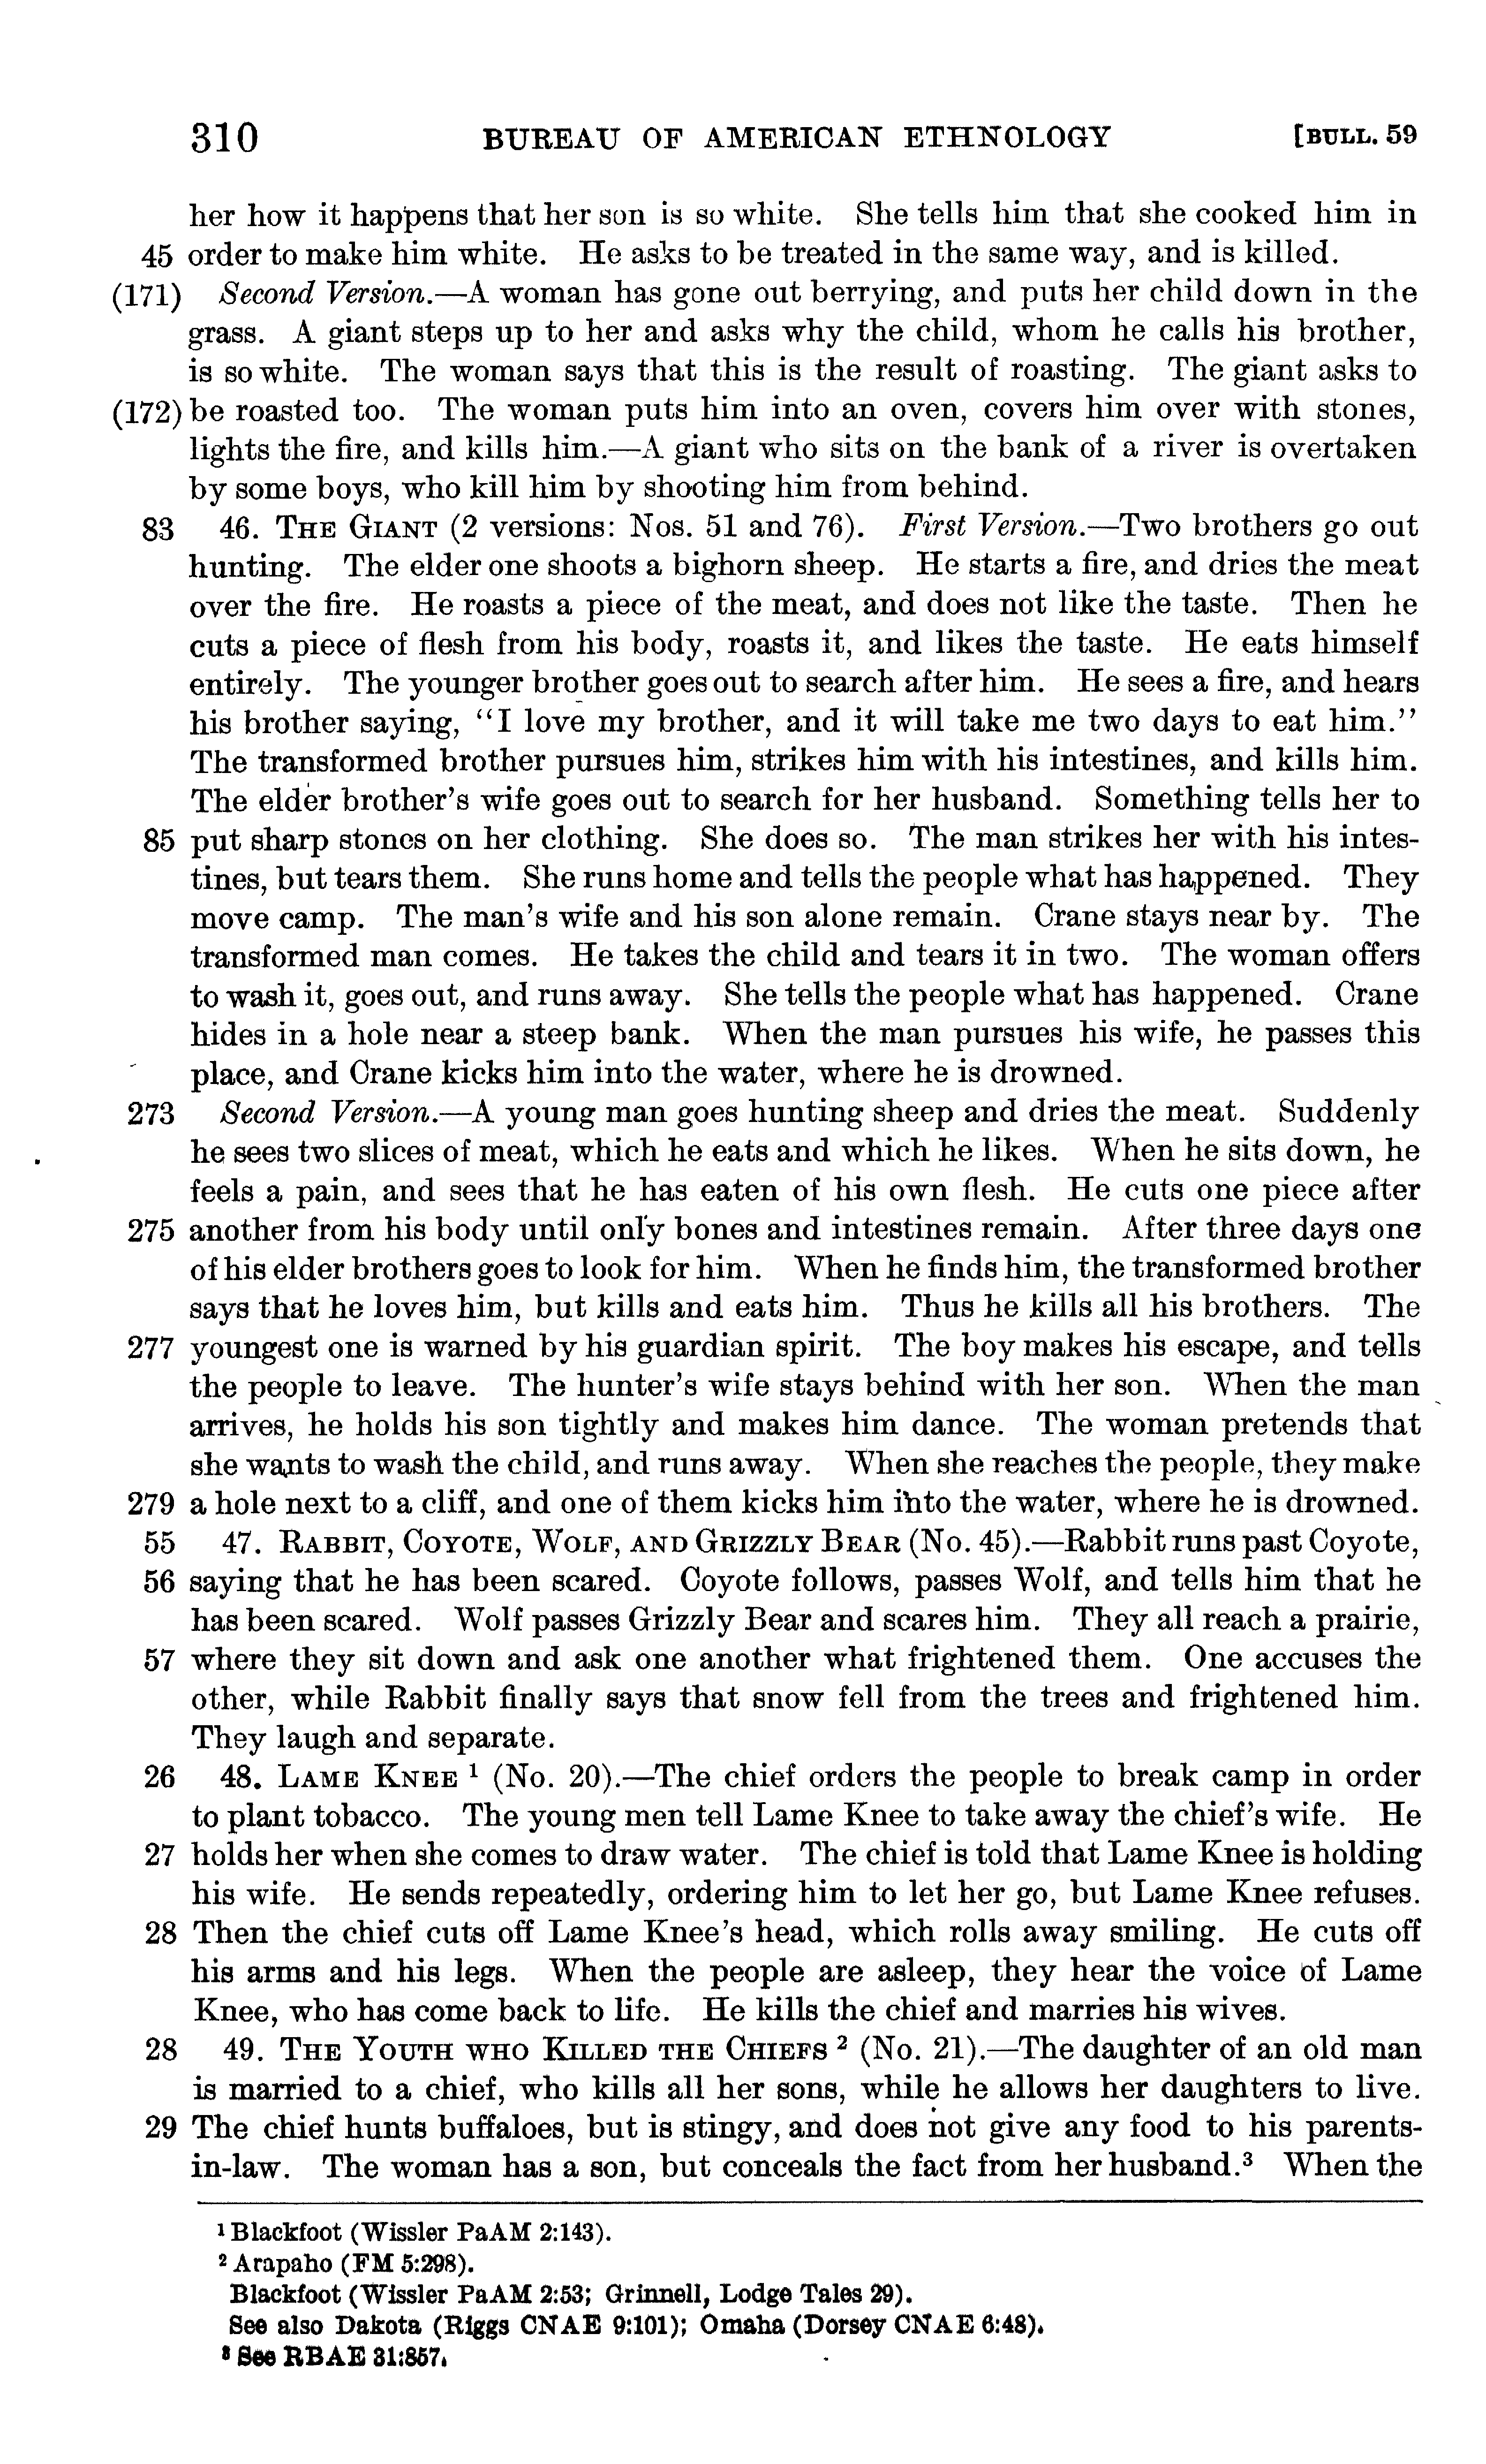 310 BUREAU OF AMERICAN ETHNOLOGY [BULL. 59
her how it happens that her son is so white. She tells him that she cooked him in
45 order to make him white. He asks to be treated in the same way, and is killed.
(171) Second Version.—A woman has gone out berrying, and puts her child down in the
grass. A giant steps up to her and asks why the child, whom he calls his brother,
is so white. The woman says that this is the result of roasting. The giant asks to
(172) be roasted too. The woman puts him into an oven, covers him over with stones,
lights the fire, and kills him.—A giant who sits on the bank of a river is overtaken
by some boys, who kill him by shooting him from behind.
83 46. THE GIANT (2 versions: Nos. 51 and 76). First Version.—Two brothers go out
hunting. The elder one shoots a bighorn sheep. He starts a fire, and dries the meat
over the fire. He roasts a piece of the meat, and does not like the taste. Then he
cuts a piece of flesh from his body, roasts it, and likes the taste. He eats himself
entirely. The younger brother goes out to search after him. He sees a fire, and hears
his brother saying, “I love my brother, and it will take me two days to eat him.”
The transformed brother pursues him, strikes him with his intestines, and kills him.
The elder brother’s wife goes out to search for her husband. Something tells her to
85 put sharp stones on her clothing. She does so. The man strikes her with his intes-
tines, but tears them. She runs home and tells the people what has happened. They
move camp. The man’s wife and his son alone remain. Crane stays near by. The
transformed man comes. He takes the child and tears it in two. The woman offers
to wash it, goes out, and runs away. She tells the people what has happened. Crane
hides in a hole near a steep bank. When the man pursues his wife, he passes this
place, and Crane kicks him into the water, where he is drowned.
273 Second Version.—A young man goes hunting sheep and dries the meat. Suddenly
he sees two slices of meat, which he eats and which he likes. When he sits down, he
feels a pain, and sees that he has eaten of his own flesh. He cuts one piece after
275 another from his body until only bones and intestines remain. After three days one
of his elder brothers goes to look for him. When he finds him, the transformed brother
says that he loves him, but kills and eats him. Thus he kills all his brothers. The
277 youngest one is warned by his guardian spirit. The boy makes his escape, and tells
the people to leave. The hunter’s wife stays behind with her son. When the man
arrives, he holds his son tightly and makes him dance. The woman pretends that
she wants to wash the child, and runs away. When she reaches the people, they make
279 a hole next to a cliff, and one of them kicks him into the water, where he is drowned.
55 47. RABBIT, COYOTE, WOLF, AND GRIZZLY BEAR (No. 45).—Rabbit runs past Coyote,
56 saying that he has been scared. Coyote follows, passes Wolf, and tells him that he
has been scared. Wolf passes Grizzly Bear and scares him. They all reach a prairie,
57 where they sit down and ask one another what frightened them. One accuses the
other, while Rabbit finally says that snow fell from the trees and frightened him.
They laugh and separate.
26 48. LAME KNEE ¹ (No. 20).—The chief orders the people to break camp in order
to plant tobacco. The young men tell Lame Knee to take away the chief’s wife. He
27 holds her when she comes to draw water. The chief is told that Lame Knee is holding
his wife. He sends repeatedly, ordering him to let her go, but Lame Knee refuses.
28 Then the chief cuts off Lame Knee’s head, which rolls away smiling. He cuts off
his arms and his legs. When the people are asleep, they hear the voice of Lame
Knee, who has come back to life. He kills the chief and marries his wives.
28 49. THE YOUTH WHO KILLED THE CHIEFS ² (No. 21).—The daughter of an old man
is married to a chief, who kills all her sons, while he allows her daughters to live.
29 The chief hunts buffaloes, but is stingy, and does not give any food to his parents-
in-law. The woman has a son, but conceals the fact from her husband.³ When the
¹ Blackfoot (Wissler PaAM 2:143).
² Arapaho (FM 5:298).
Blackfoot (Wissler PaAM 2:53; Grinnell, Lodge Tales 29).
See also Dakota (Riggs CNAE 9:101); Omaha (Dorsey CNAE 6:48).
³ See RBAE 31:857.